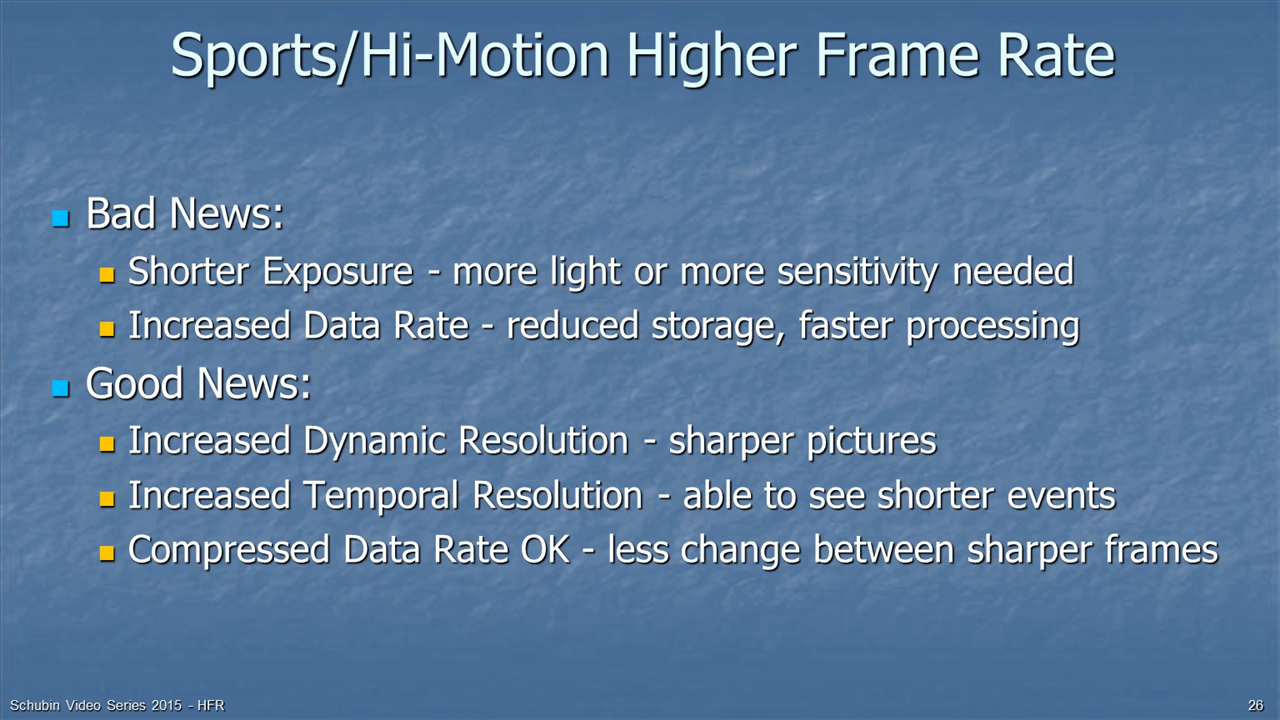 Sports/Hi-Motion Higher Frame Rate
Bad News:
Shorter Exposure - more light or more sensitivity needed
Increased Data Rate - reduced storage, faster processing
Good News:
Increased Dynamic Resolution - sharper pictures
Increased Temporal Resolution - able to see shorter events
Compressed Data Rate OK - less change between sharper frames
Schubin Video Series 2015 - HFR
26